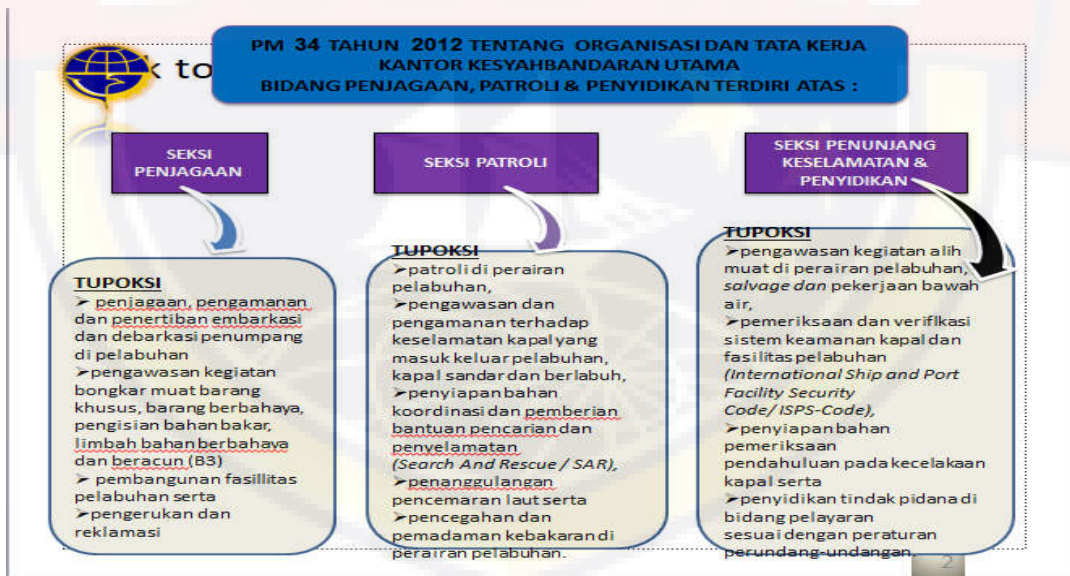 PM 34 TAHUN 2012 TENTANG ORGANISASI DAN TATA KERJA
KANTOR KESYAHBANDARAN UTAMA
BIDANG PENJAGAAN, PATROLI & PENYIDIKAN TERDIRI ATAS :
k to
SEKSI
PENJAGAAN
TUPOKSI
➢ penjagaan, pengamanan
dan penertiban embarkasi
dan debarkasi penumpang
di pelabuhan
➢pengawasan kegiatan
bongkar muat barang
khusus, barang berbahaya,
pengisian bahan bakar,
limbah bahan berbahaya
dan beracun (B3)
➢ pembangunan fasillitas
pelabuhan serta
➢pengerukan dan
reklamasi
SEKSI PATROLI
TUPOKSI
➢patroli di perairan
pelabuhan,
➢pengawasan dan
pengamanan terhadap
keselamatan kapal yang
masuk keluar pelabuhan,
kapal sandar dan berlabuh,
➢penyiapan bahan
koordinasi dan pemberian
bantuan pencarian dan
penyelamatan
(Search And Rescue / SAR),
➢penanggulangan
pencemaran laut serta
➢pencegahan dan
pemadaman kebakaran di
perairan pelabuhan.
SEKSI PENUNJANG
KESELAMATAN &
PENYIDIKAN
TUPOKSI
➢pengawasan kegiatan alih
muat di perairan pelabuhan,
salvage dan pekerjaan bawah
air,
➢pemeriksaan dan verifikasi
sistem keamanan kapal dan
fasilitas pelabuhan
(International Ship and Port
Facility Security
Code/ ISPS-Code),
➢penyiapan bahan
pemeriksaan
pendahuluan pada kecelakaan
kapal serta
➢penyidikan tindak pidana di
bidang pelayaran
sesuai dengan peraturan
perundang-undangan.
2